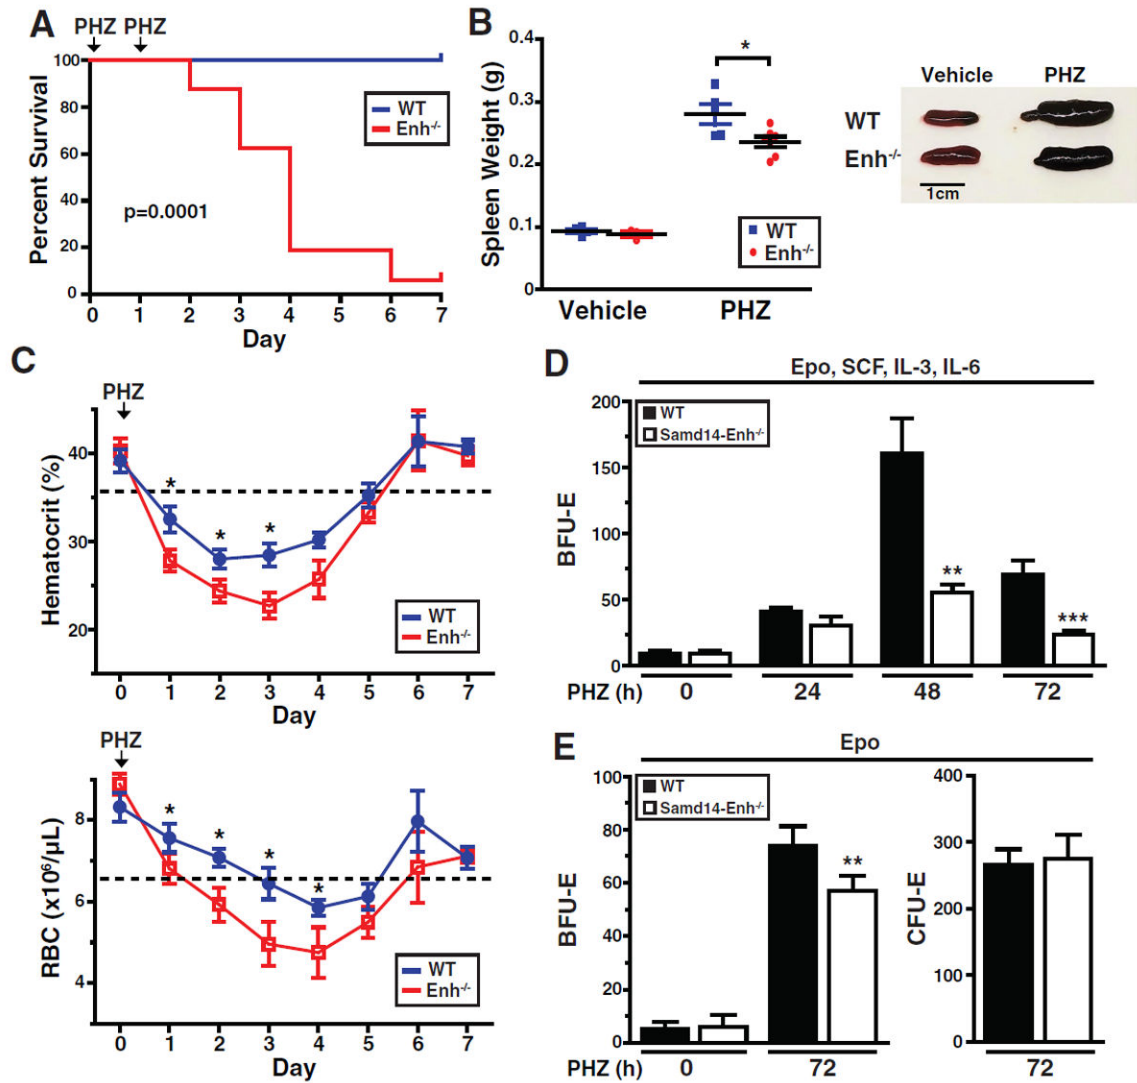 A
PHZ PHZ
Percent Survival
100
80
60
40
20
0
WT
Enh-/-
p=0.0001
0 1 2 3 4 5 6 7
Day
B
Spleen Weight (g)
0.4
0.3
0.2
0.1
0
*
WT
Enh-/-
Vehicle PHZ
Vehicle PHZ
WT
Enh-/-
1cm
C
PHZ
Hematocrit (%)
40
30
20
* * *
WT
Enh-/-
0 1 2 3 4 5 6 7
Day
PHZ
RBC (x10⁶/µL)
8
6
4
* * * *
WT
Enh-/-
0 1 2 3 4 5 6 7
Day
D
Epo, SCF, IL-3, IL-6
BFU-E
200
150
100
50
0
WT
Samd14-Enh-/-
**
***
PHZ (h) 0 24 48 72
E
Epo
BFU-E
100
80
60
40
20
0
WT
Samd14-Enh-/-
**
PHZ (h) 0 72
CFU-E
400
300
200
100
0
72